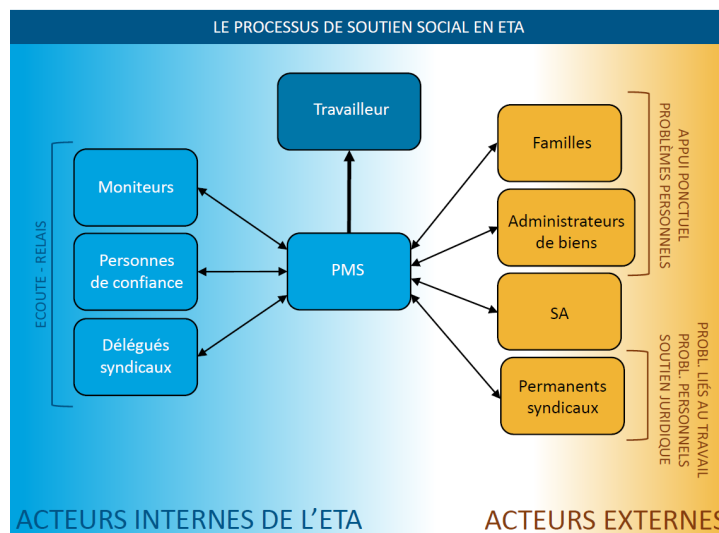 LE PROCESSUS DE SOUTIEN SOCIAL EN ETA
Travailleur
Moniteurs
Personnes
de confiance
Délégués
syndicaux
ECOUTE - RELAIS
PMS
Familles
Administrateurs
de biens
SA
Permanents
syndicaux
APPUI PONCTUEL
PROBLÈMES PERSONNELS
PROBL. LIÉS AU TRAVAIL
PROBL. PERSONNELS
SOUTIEN JURIDIQUE
ACTEURS INTERNES DE L'ETA
ACTEURS EXTERNES